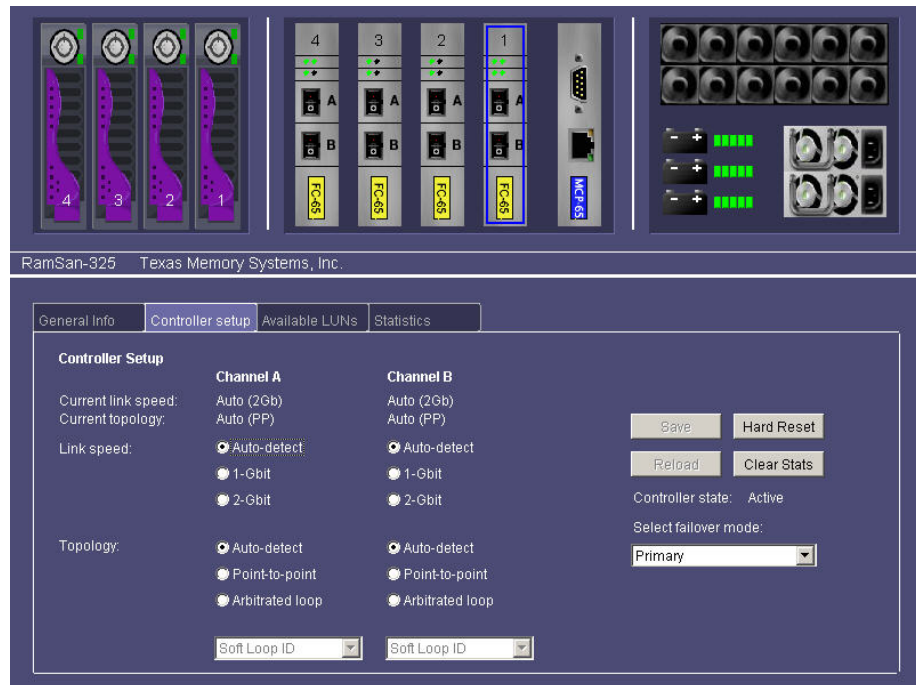 4 3 2 1
A A A A
B B B B
FC-65 FC-65 FC-65 FC-65 MCP-65
4 3 2 1
RamSan-325 Texas Memory Systems, Inc.
General Info Controller setup Available LUNs Statistics
Controller Setup
Channel A Channel B
Current link speed: Auto (2Gb) Auto (2Gb)
Current topology: Auto (PP) Auto (PP)
Link speed: Auto-detect Auto-detect
1-Gbit 1-Gbit
2-Gbit 2-Gbit
Topology: Auto-detect Auto-detect
Point-to-point Point-to-point
Arbitrated loop Arbitrated loop
Soft Loop ID Soft Loop ID
Save Hard Reset
Reload Clear Stats
Controller state: Active
Select failover mode:
Primary